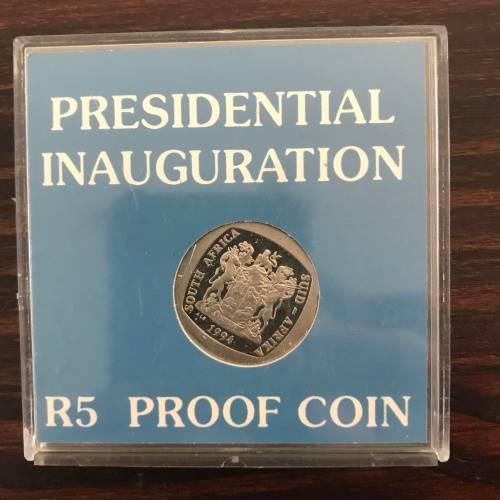 PRESIDENTIAL
INAUGURATION
SOUTH AFRICA
SUID-AFRIKA
1994
R5 PROOF COIN